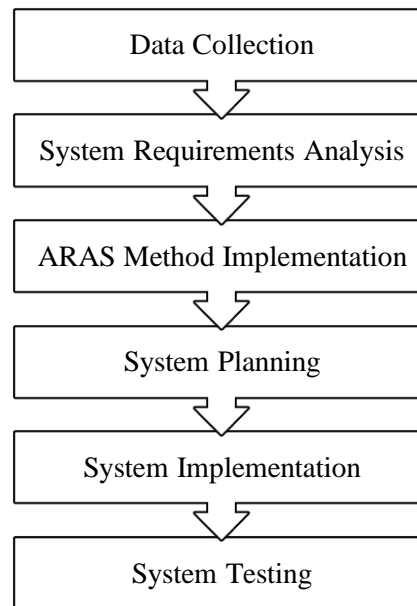 Data Collection
System Requirements Analysis
ARAS Method Implementation
System Planning
System Implementation
System Testing